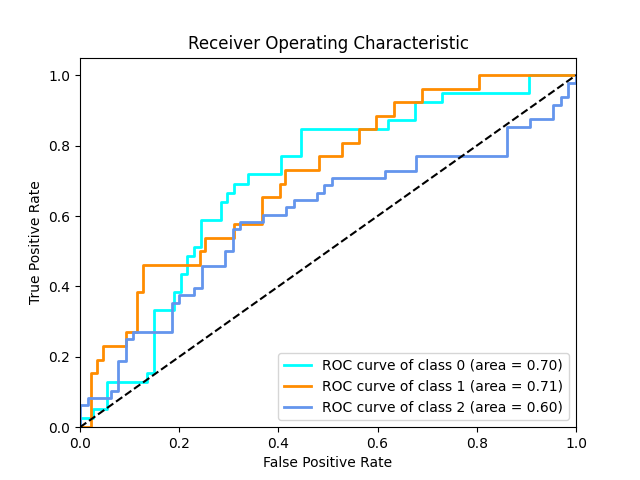 Receiver Operating Characteristic
True Positive Rate
1.0
0.8
0.6
0.4
0.2
0.0
ROC curve of class 0 (area = 0.70)
ROC curve of class 1 (area = 0.71)
ROC curve of class 2 (area = 0.60)
0.0 0.2 0.4 0.6 0.8 1.0
False Positive Rate